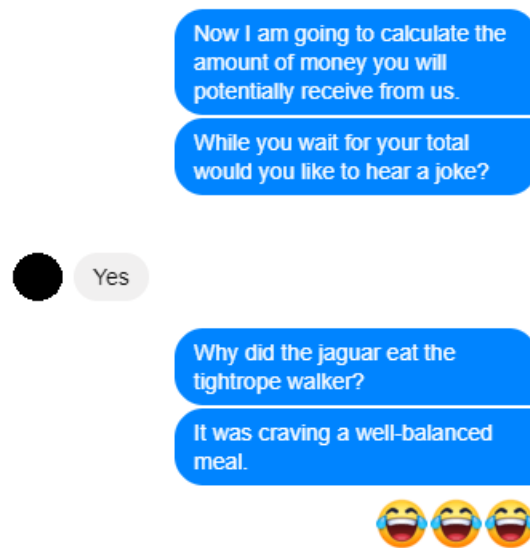 Now I am going to calculate the
amount of money you will
potentially receive from us.
While you wait for your total
would you like to hear a joke?
Yes
Why did the jaguar eat the
tightrope walker?
It was craving a well-balanced
meal.
😂😂😂